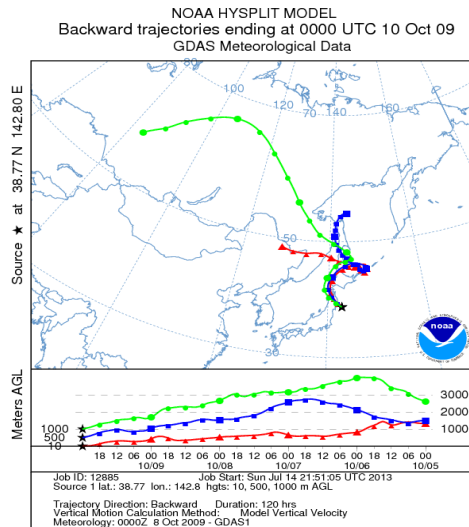 NOAA HYSPLIT MODEL
Backward trajectories ending at 0000 UTC 10 Oct 09
GDAS Meteorological Data
Source ★ at 38.77 N 142.80 E
80
100
120
140
160
70
60
50
30
noaa
Meters AGL
1000
500
10
3000
2000
1000
18 12 06 00 18 12 06 00 18 12 06 00 18 12 06 00 18 12 06 00
10/09 10/08 10/07 10/06 10/05
Job ID: 12885 Job Start: Sun Jul 14 21:51:05 UTC 2013
Source 1 lat.: 38.77 lon.: 142.8 hgts: 10, 500, 1000 m AGL
Trajectory Direction: Backward Duration: 120 hrs
Vertical Motion Calculation Method: Model Vertical Velocity
Meteorology: 0000Z 8 Oct 2009 - GDAS1